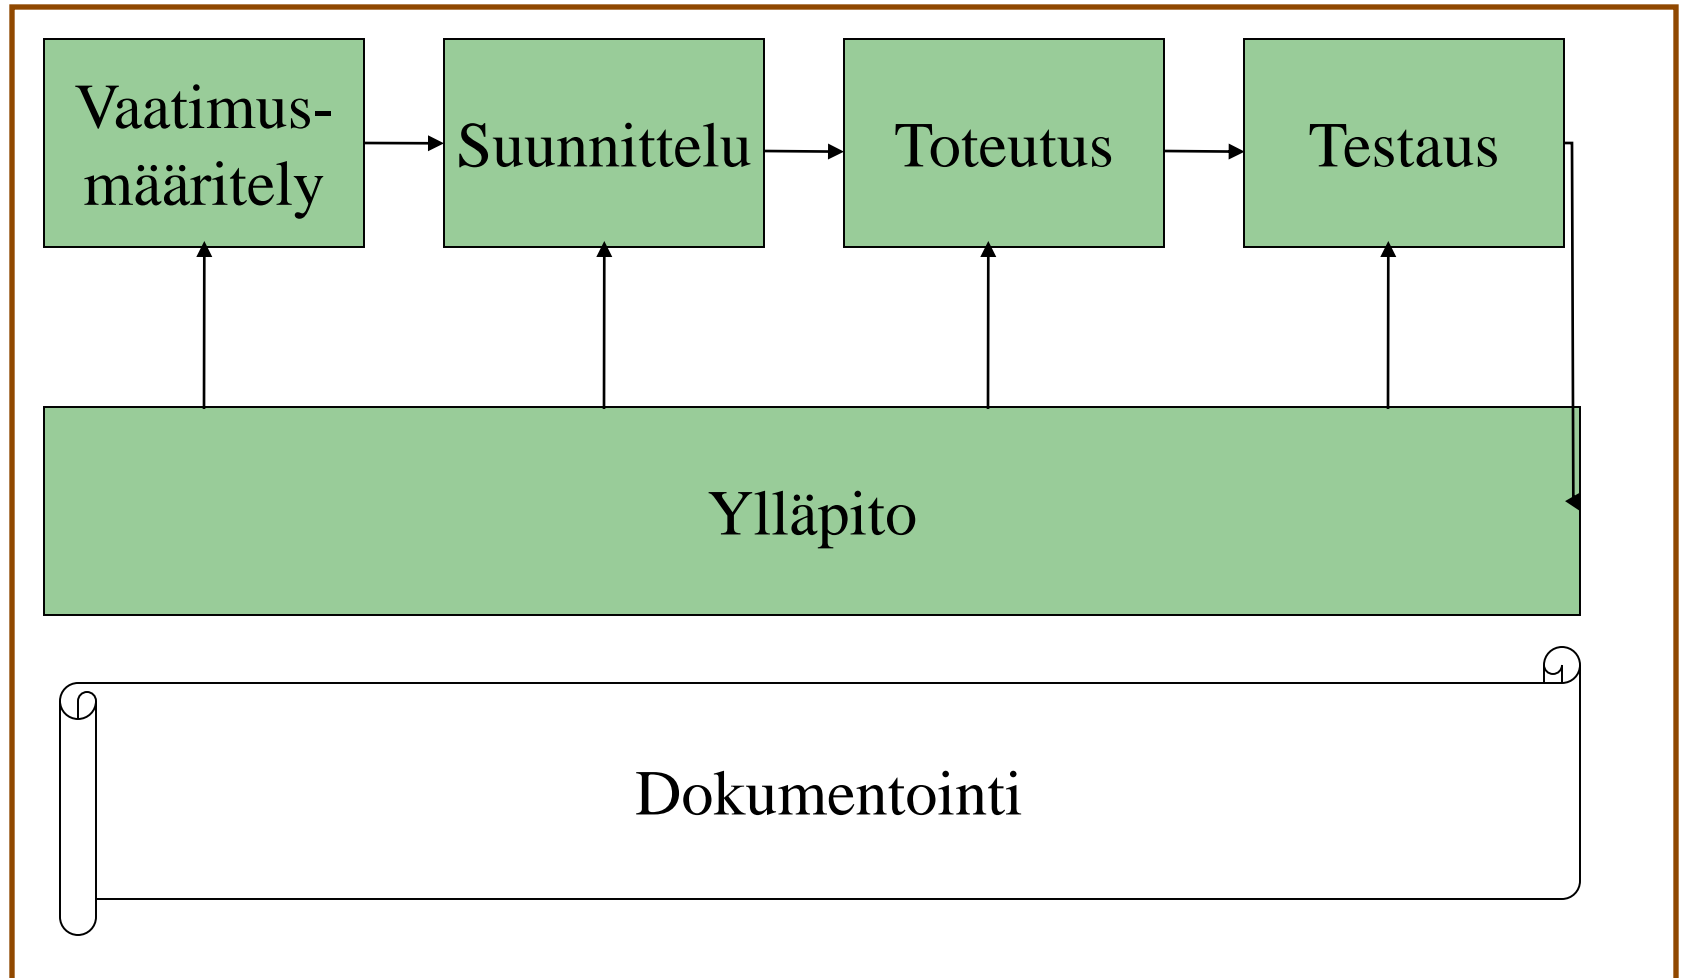 Vaatimus-
määritely
Suunnittelu
Toteutus
Testaus
Ylläpito
Dokumentointi